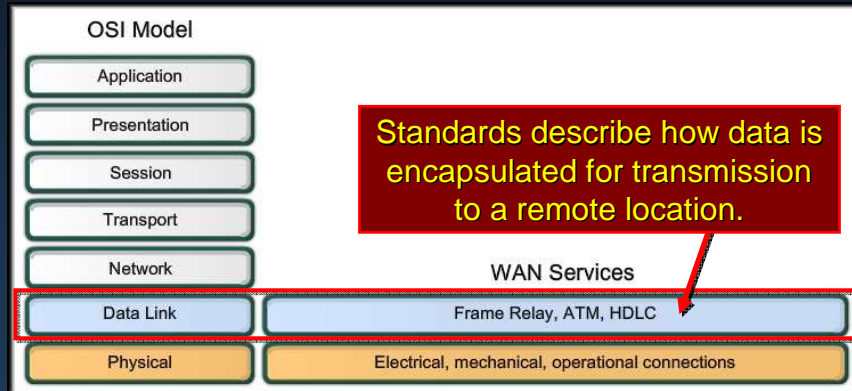 OSI Model
Application
Presentation
Session
Transport
Network
Data Link
Physical
Standards describe how data is
encapsulated for transmission
to a remote location.
WAN Services
Frame Relay, ATM, HDLC
Electrical, mechanical, operational connections